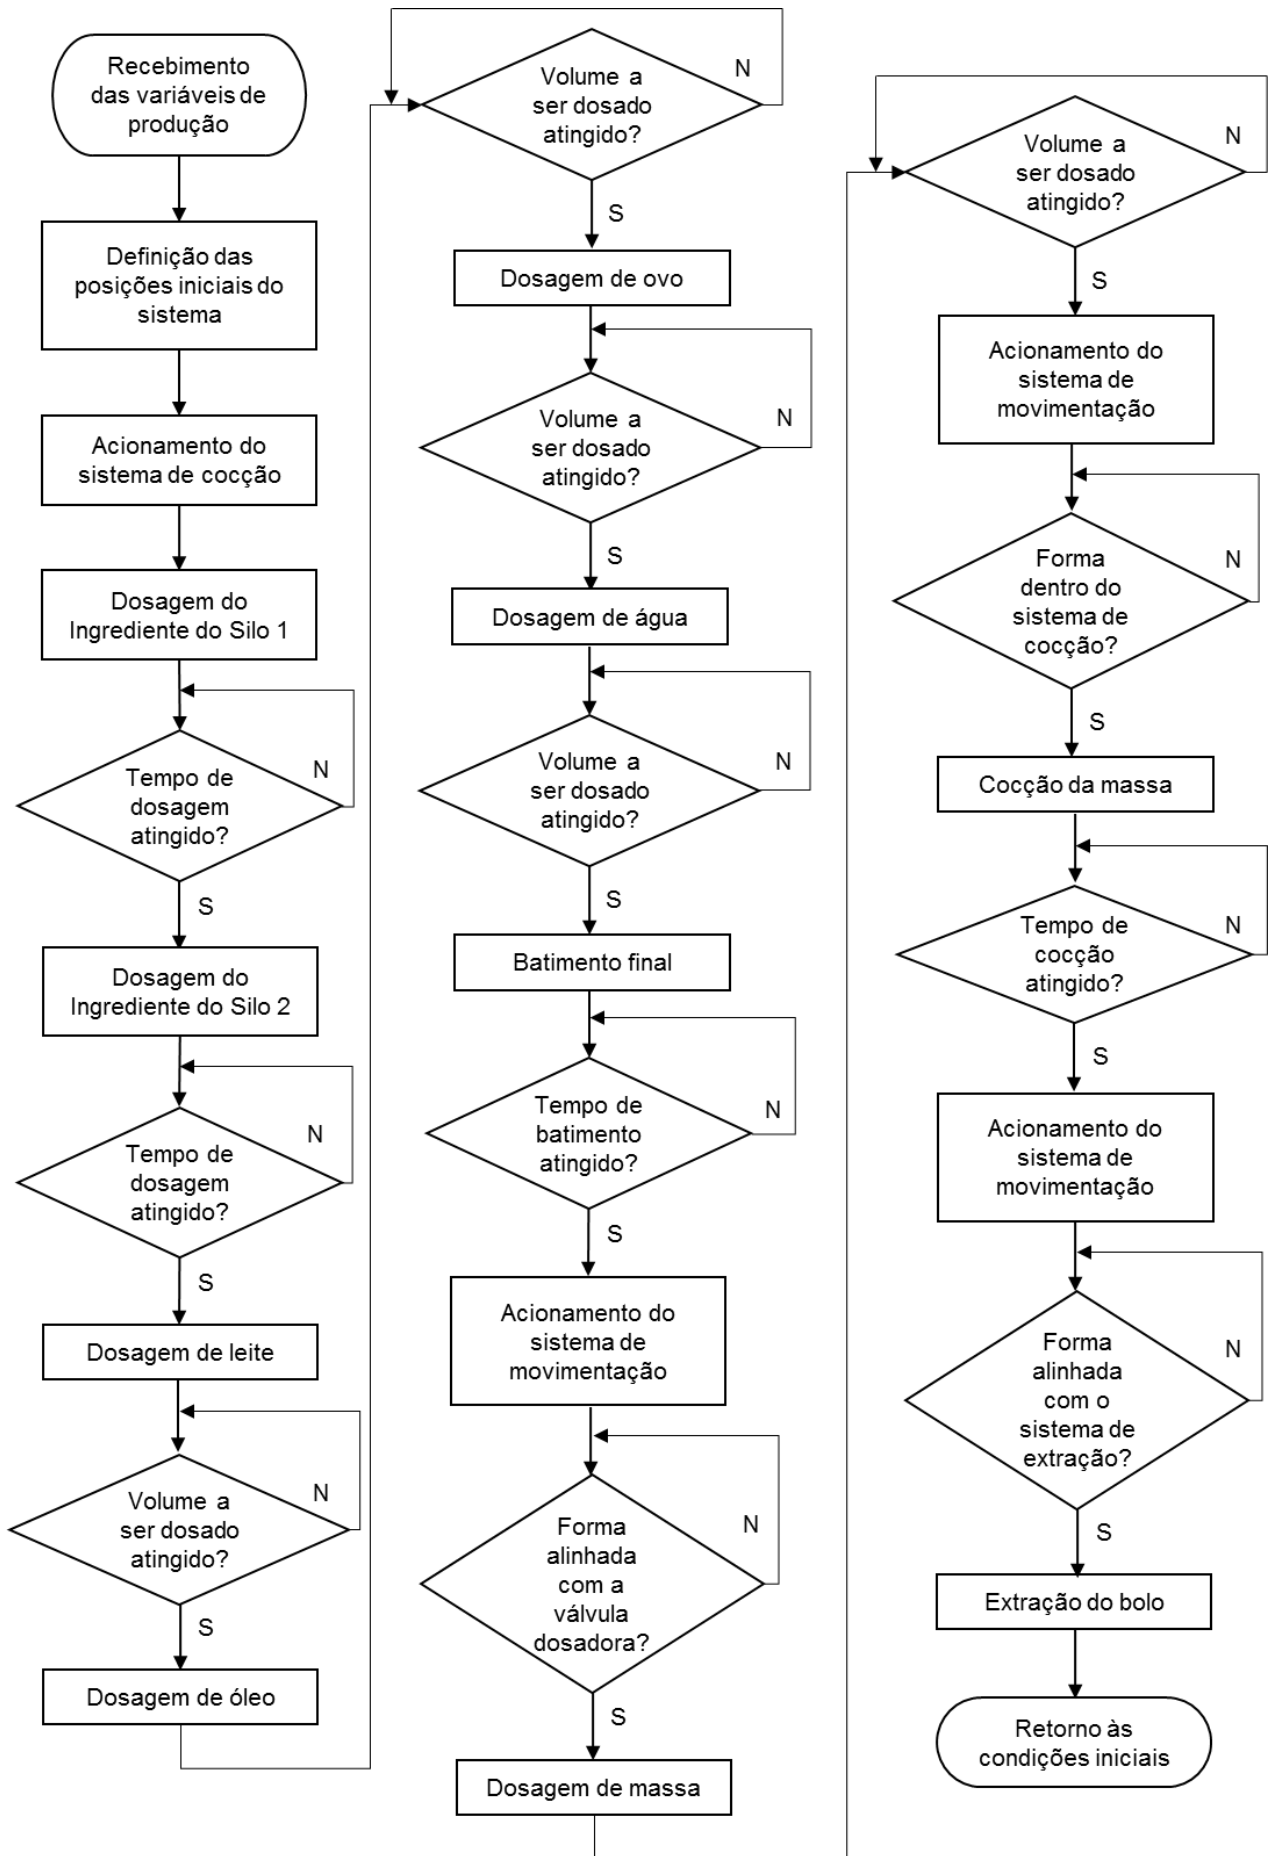 Recebimento
das variáveis de
produção
Definição das
posições iniciais do
sistema
Acionamento do
sistema de cocção
Dosagem do
Ingrediente do Silo 1
Tempo de
dosagem
atingido?
N
S
Dosagem do
Ingrediente do Silo 2
Tempo de
dosagem
atingido?
N
S
Dosagem de leite
Volume a
ser dosado
atingido?
N
S
Dosagem de óleo
Volume a
ser dosado
atingido?
N
S
Dosagem de ovo
Volume a
ser dosado
atingido?
N
S
Dosagem de água
Volume a
ser dosado
atingido?
N
S
Batimento final
Tempo de
batimento
atingido?
N
S
Acionamento do
sistema de
movimentação
Forma
alinhada
com a
válvula
dosadora?
N
S
Dosagem de massa
Volume a
ser dosado
atingido?
N
S
Acionamento do
sistema de
movimentação
Forma
dentro do
sistema de
cocção?
N
S
Cocção da massa
Tempo de
cocção
atingido?
N
S
Acionamento do
sistema de
movimentação
Forma
alinhada
com o
sistema de
extração?
N
S
Extração do bolo
Retorno às
condições iniciais